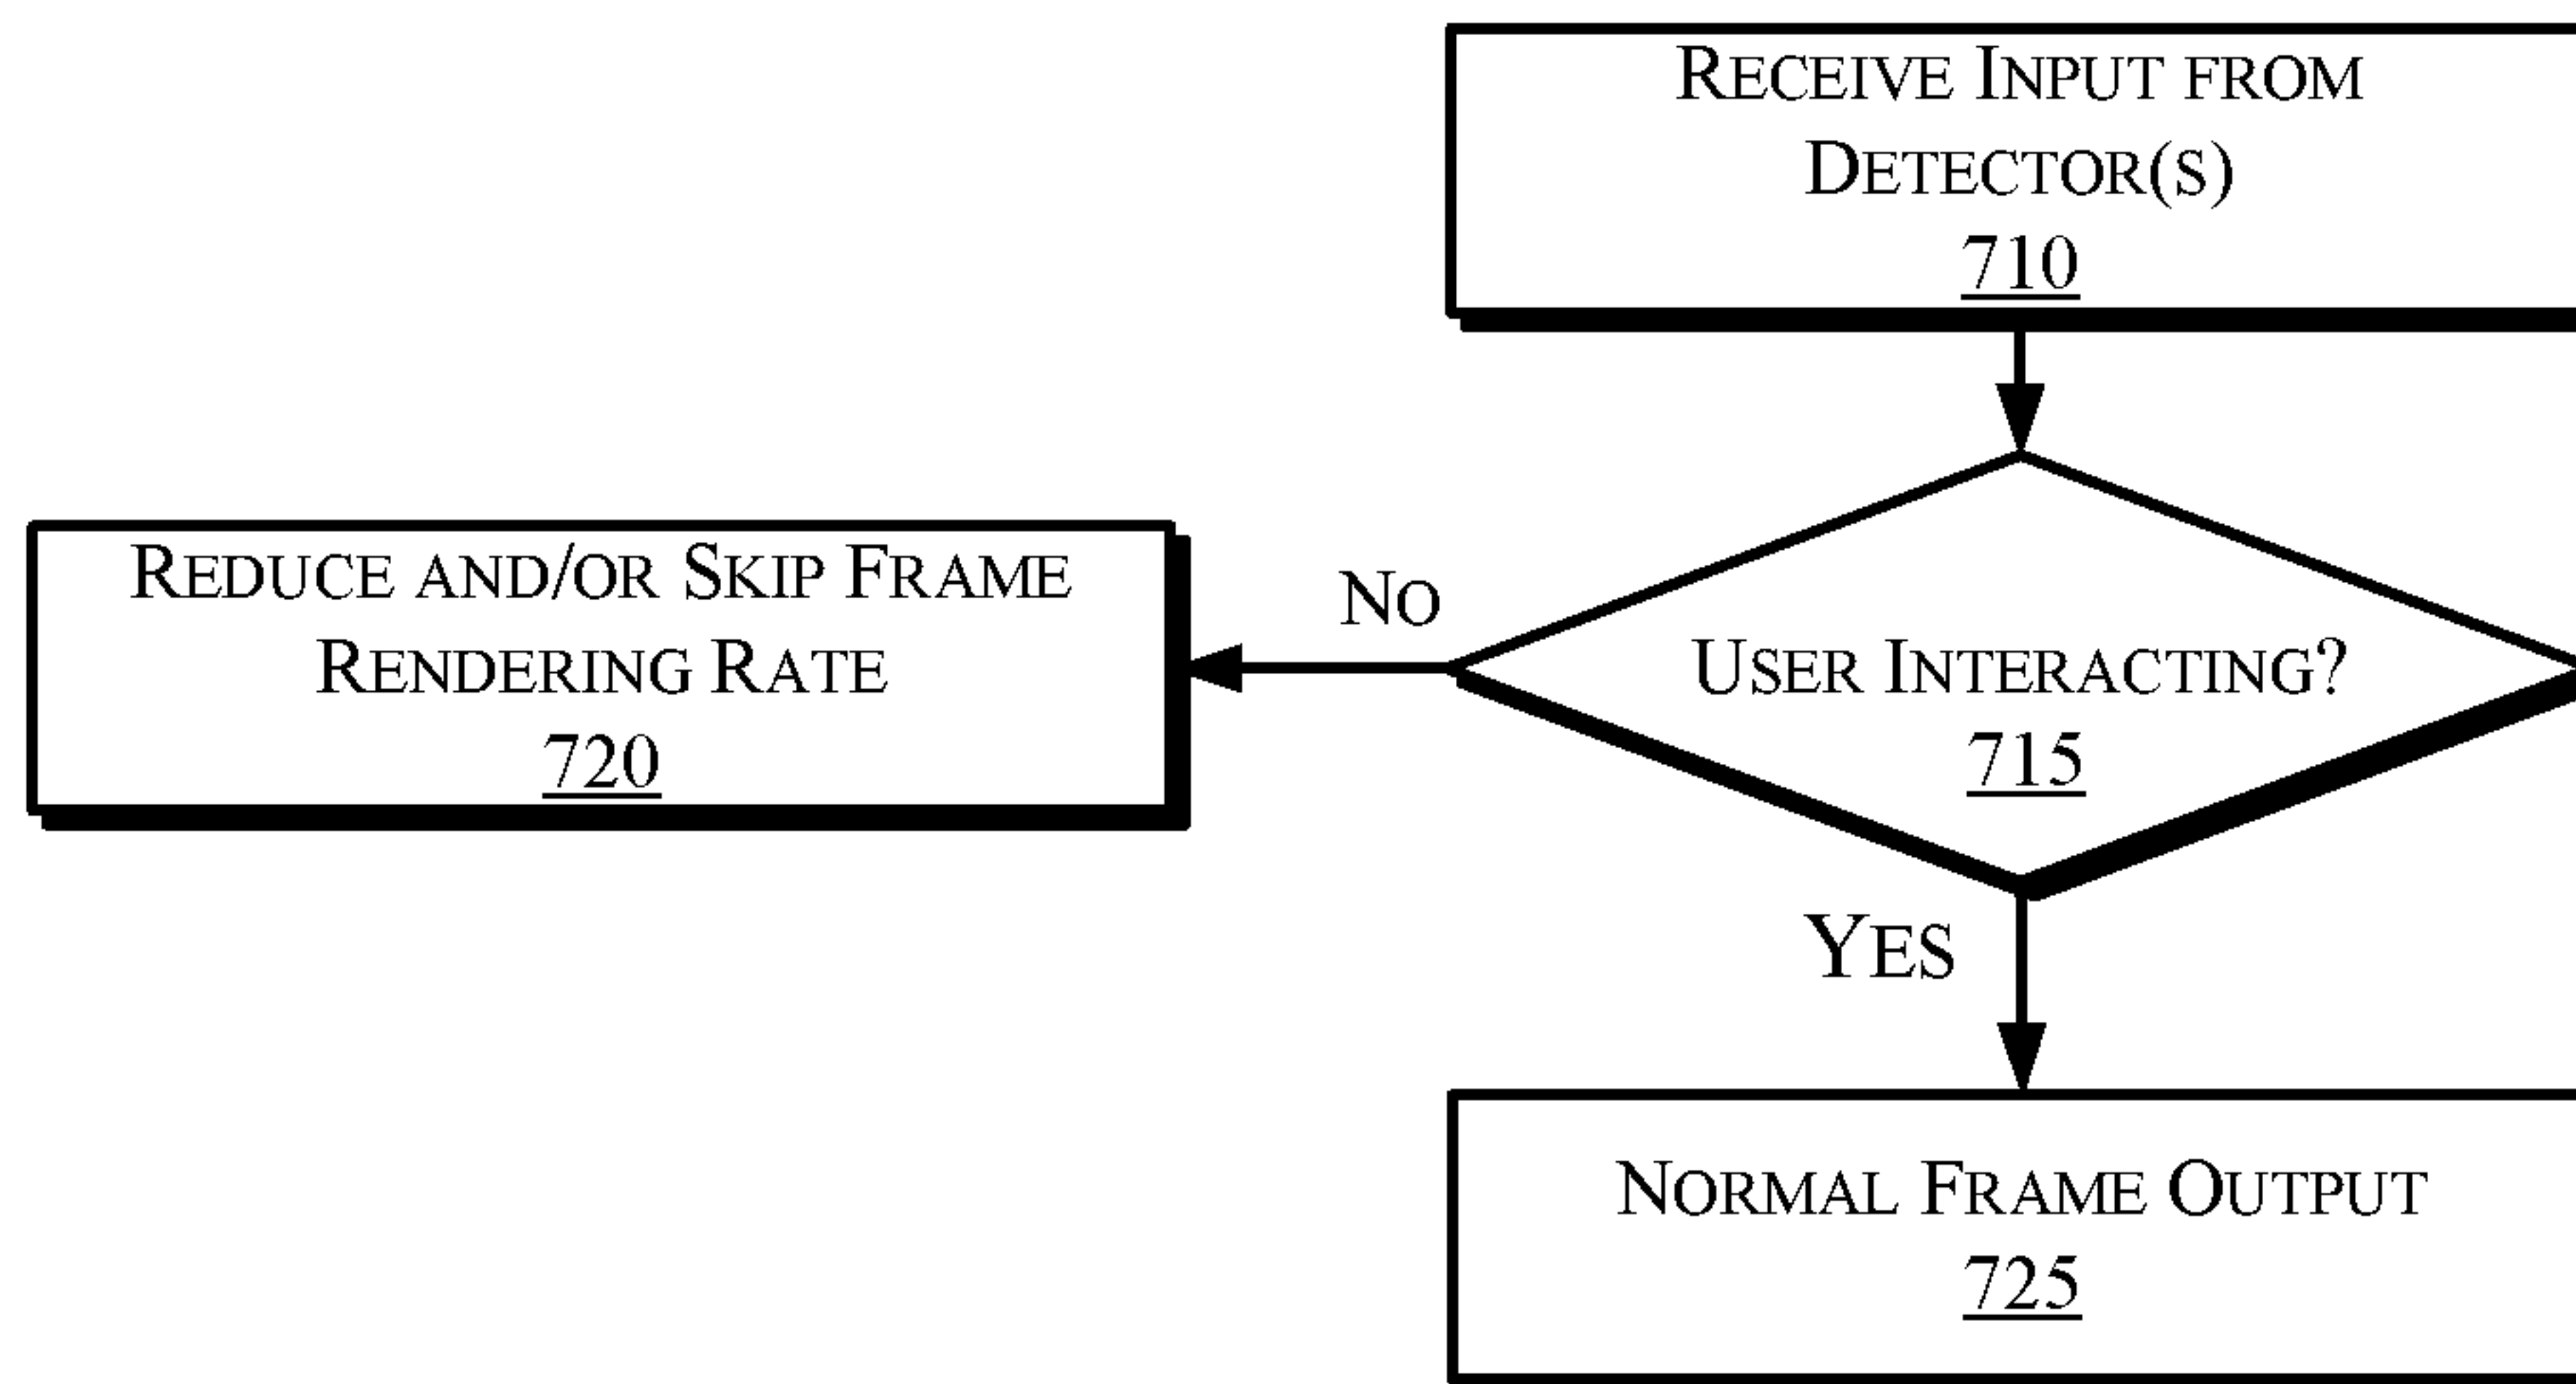 RECEIVE INPUT FROM
DETECTOR(S)
710
REDUCE AND/OR SKIP FRAME
RENDERING RATE
720
NO
USER INTERACTING?
715
YES
NORMAL FRAME OUTPUT
725